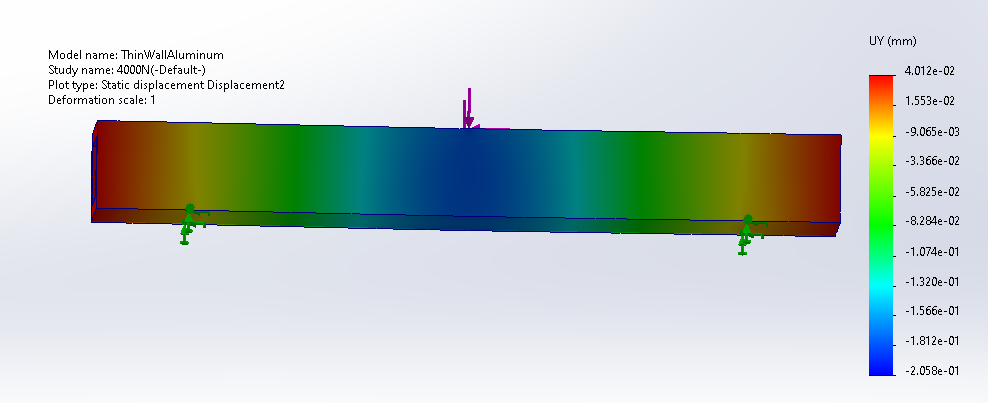 UY (mm)
Model name: ThinWallAluminum
Study name: 4000N(-Default-)
Plot type: Static displacement Displacement2
Deformation scale: 1
4.012e-02
1.553e-02
-9.065e-03
-3.366e-02
-5.825e-02
-8.284e-02
-1.074e-01
-1.320e-01
-1.566e-01
-1.812e-01
-2.058e-01